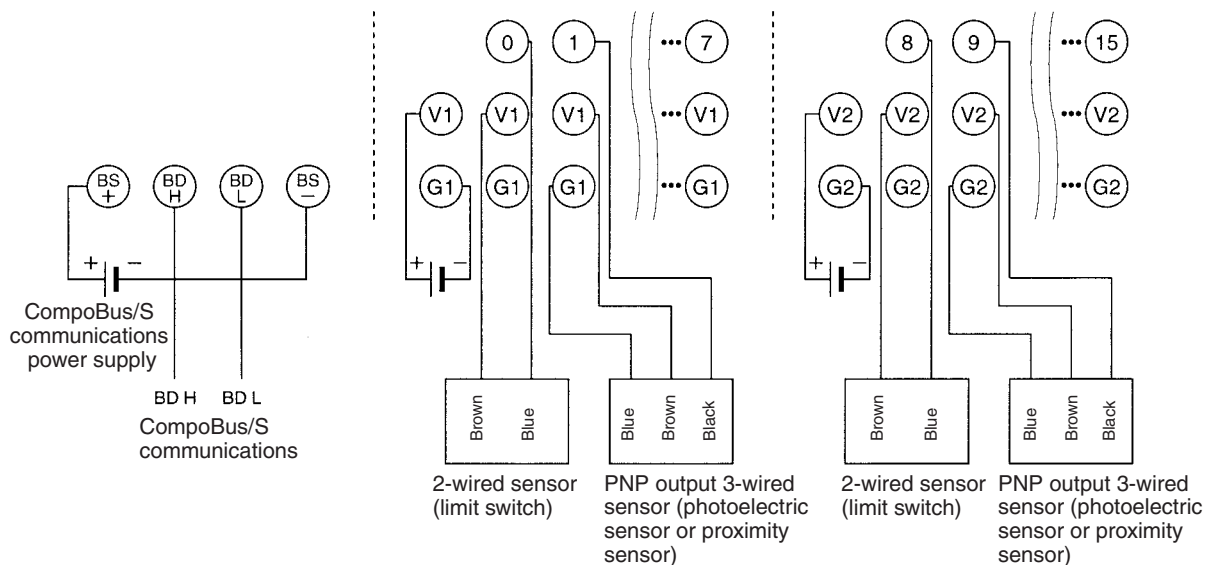 0 1 ••• 7 8 9 ••• 15
V1 V1 V1 ••• V1 V2 V2 V2 ••• V2
BS + BD H BD L BS −
G1 G1 G1 ••• G1 G2 G2 G2 ••• G2
+ −
+ −
+ −
CompoBus/S
communications
power supply
BD H BD L
CompoBus/S
communications
Brown Blue
Blue Brown Black
Brown Blue
Blue Brown Black
2-wired sensor
(limit switch)
PNP output 3-wired
sensor (photoelectric
sensor or proximity
sensor)
2-wired sensor
(limit switch)
PNP output 3-wired
sensor (photoelectric
sensor or proximity
sensor)